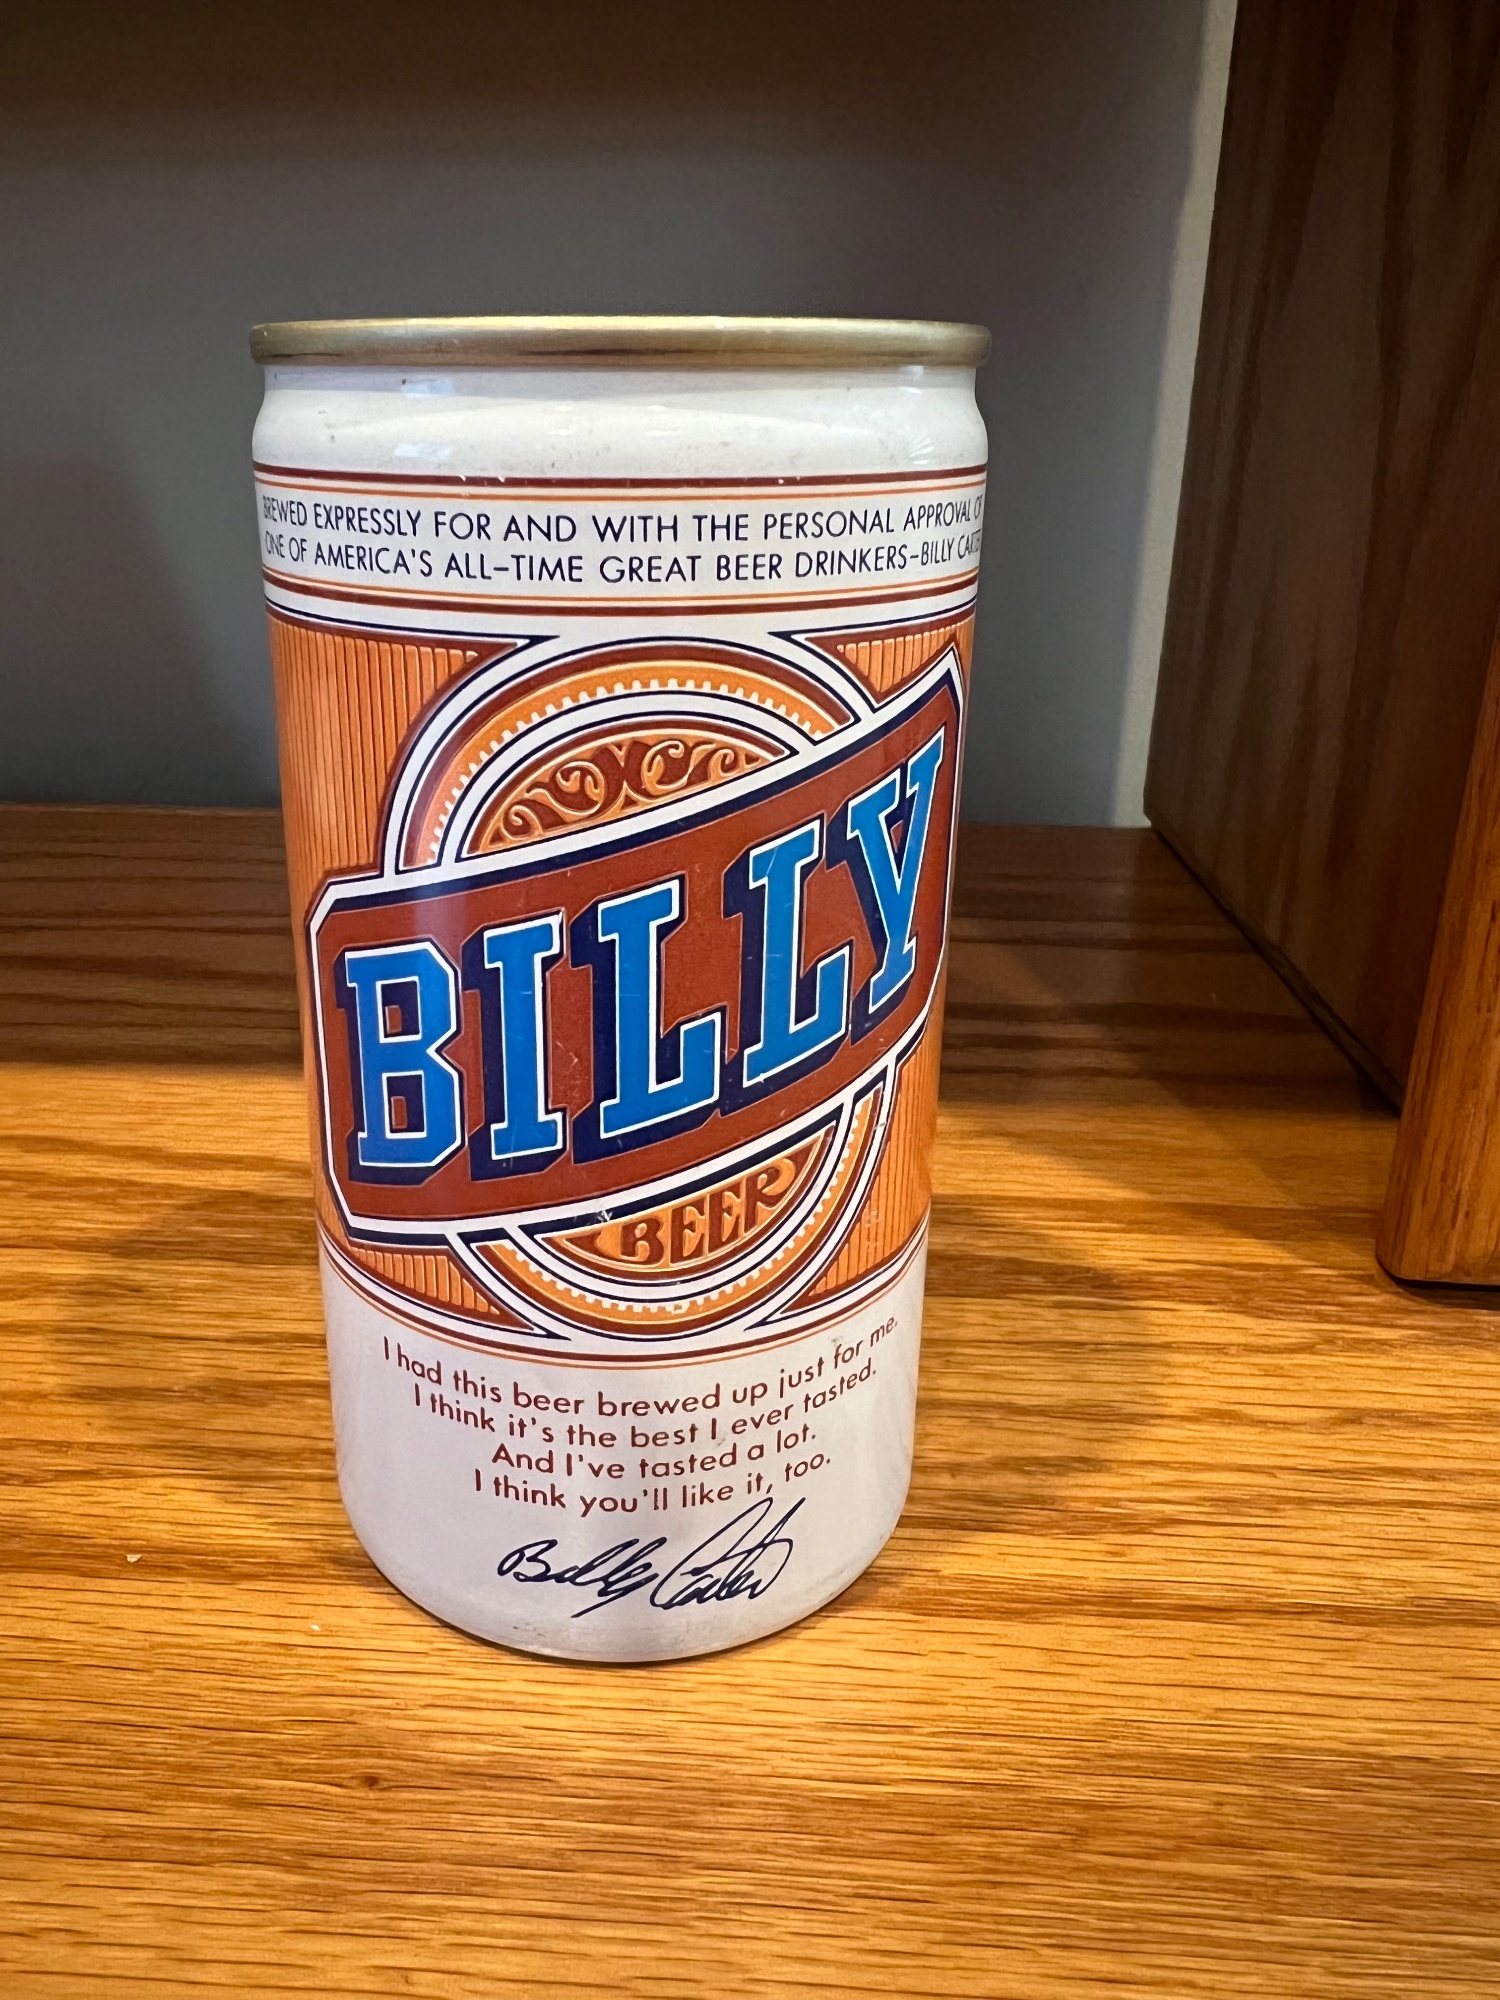 BREWED EXPRESSLY FOR AND WITH THE PERSONAL APPROVAL OF
ONE OF AMERICA'S ALL-TIME GREAT BEER DRINKERS-BILLY CARTER
BILLY
BEER
I had this beer brewed up just for me.
I think it's the best I ever tasted.
And I've tasted a lot.
I think you'll like it, too.
Billy Carter